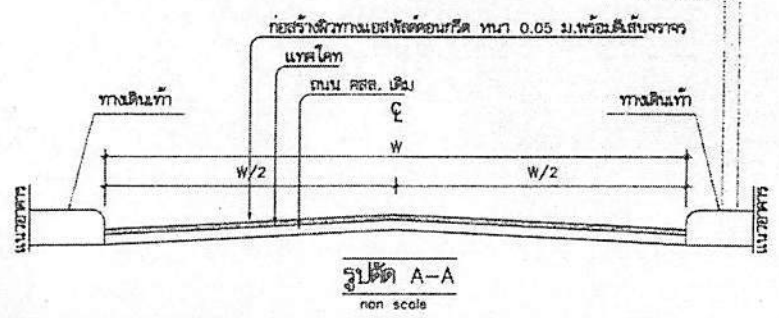 ก่อสร้างผิวทางแอสฟัลต์คอนกรีต หนา 0.05 ม.พร้อมตีเส้นจราจร
แทคโคท
ถนน คสล. เดิม
ทางเดินเท้า
ทางเดินเท้า
℄
W
W/2
W/2
แนวอาคาร
แนวอาคาร
รูปตัด A-A
non scale